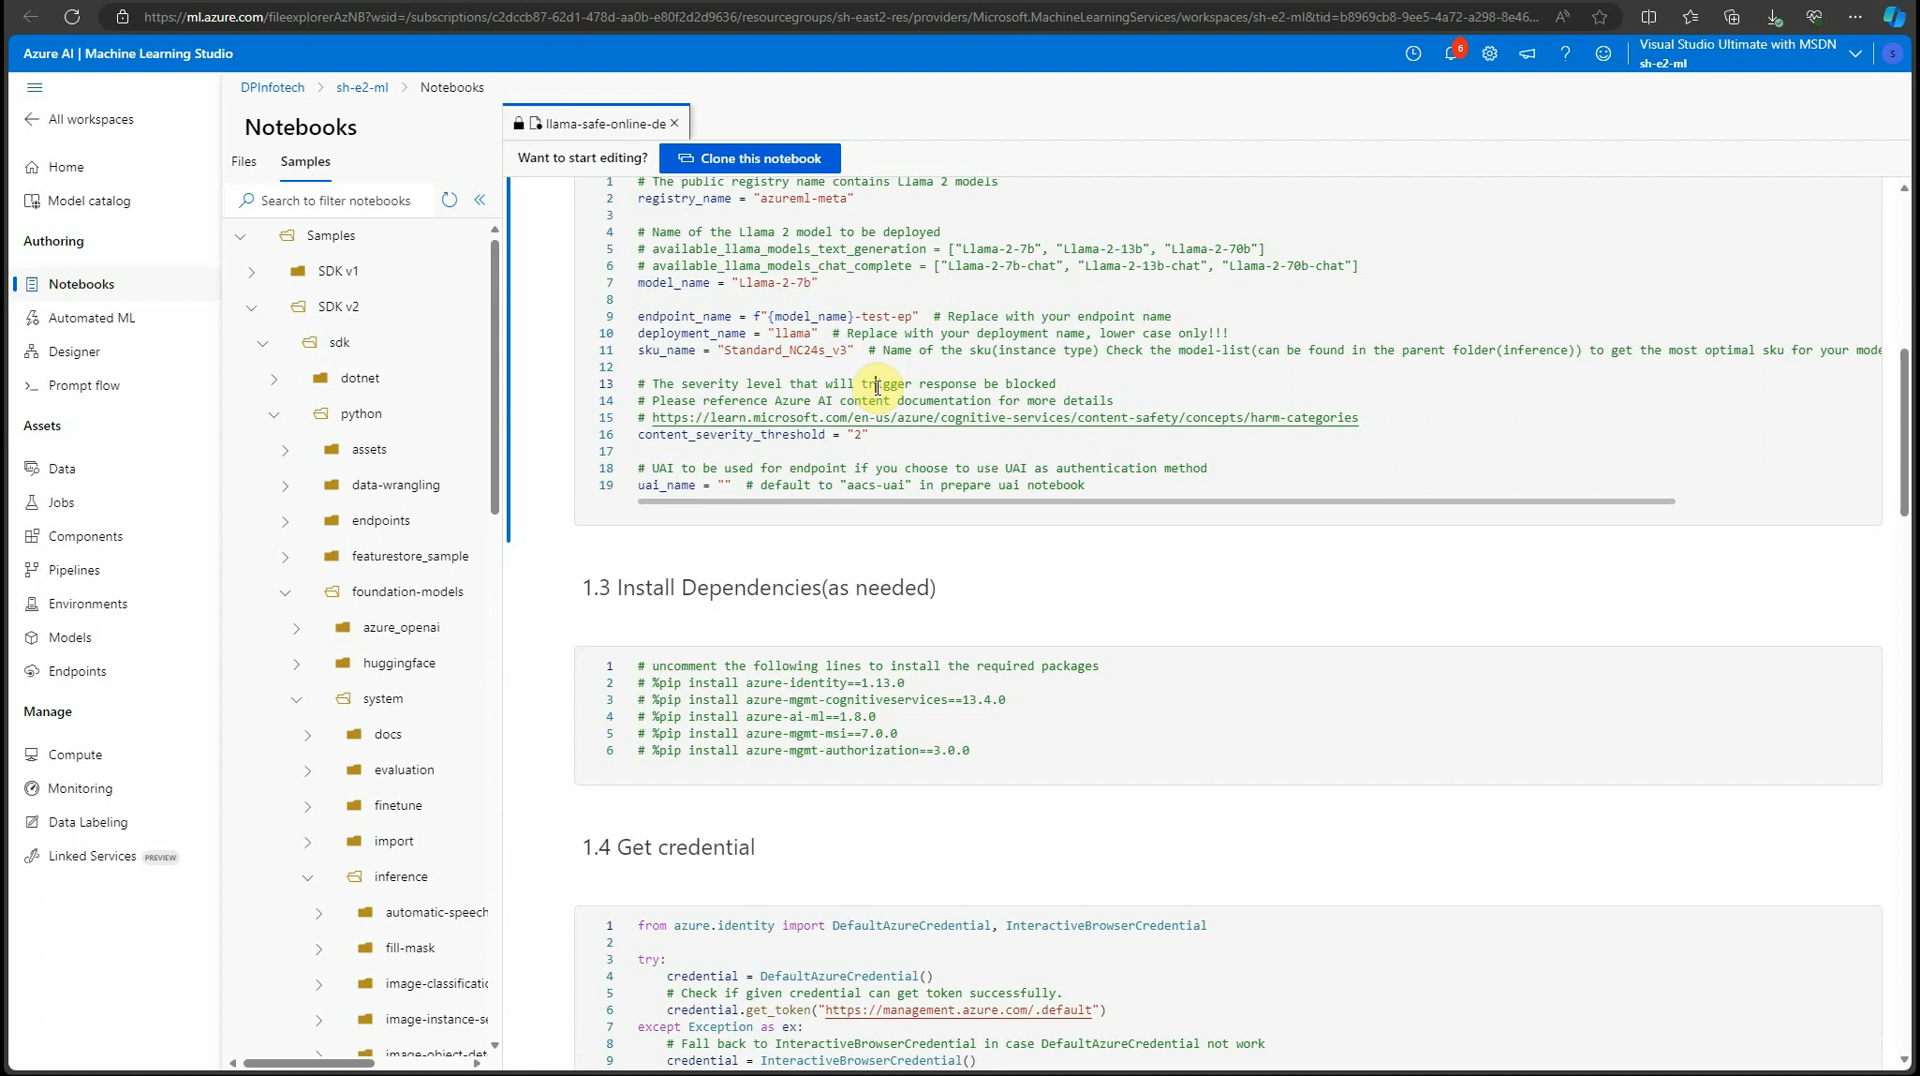 https://ml.azure.com/fileexplorerAzNB?wsid=/subscriptions/c2dccb87-62d1-478d-aa0b-e80f2d2d9636/resourcegroups/sh-east2-res/providers/Microsoft.MachineLearningServices/workspaces/sh-e2-ml&tid=b8969cb8-9ee5-4a72-a298-8e46...
Azure AI | Machine Learning Studio
6
Visual Studio Ultimate with MSDN
sh-e2-ml
S
DPInfotech
sh-e2-ml
Notebooks
All workspaces
Home
Model catalog
Authoring
Notebooks
Automated ML
Designer
Prompt flow
Assets
Data
Jobs
Components
Pipelines
Environments
Models
Endpoints
Manage
Compute
Monitoring
Data Labeling
Linked Services PREVIEW
Notebooks
Files
Samples
Search to filter notebooks
Samples
SDK v1
SDK v2
sdk
dotnet
python
assets
data-wrangling
endpoints
featurestore_sample
foundation-models
azure_openai
huggingface
system
docs
evaluation
finetune
import
inference
automatic-speech
fill-mask
image-classificatio
image-instance-se
image-object-det
llama-safe-online-de
Want to start editing?
Clone this notebook
1 # The public registry name contains Llama 2 models
2 registry_name = "azureml-meta"
3
4 # Name of the Llama 2 model to be deployed
5 # available_llama_models_text_generation = ["Llama-2-7b", "Llama-2-13b", "Llama-2-70b"]
6 # available_llama_models_chat_complete = ["Llama-2-7b-chat", "Llama-2-13b-chat", "Llama-2-70b-chat"]
7 model_name = "Llama-2-7b"
8
9 endpoint_name = f"{model_name}-test-ep" # Replace with your endpoint name
10 deployment_name = "llama" # Replace with your deployment name, lower case only!!!
11 sku_name = "Standard_NC24s_v3" # Name of the sku(instance type) Check the model-list(can be found in the parent folder(inference)) to get the most optimal sku for your mode
12
13 # The severity level that will trigger response be blocked
14 # Please reference Azure AI content documentation for more details
15 # https://learn.microsoft.com/en-us/azure/cognitive-services/content-safety/concepts/harm-categories
16 content_severity_threshold = "2"
17
18 # UAI to be used for endpoint if you choose to use UAI as authentication method
19 uai_name = "" # default to "aacs-uai" in prepare uai notebook
1.3 Install Dependencies(as needed)
1 # uncomment the following lines to install the required packages
2 # %pip install azure-identity==1.13.0
3 # %pip install azure-mgmt-cognitiveservices==13.4.0
4 # %pip install azure-ai-ml==1.8.0
5 # %pip install azure-mgmt-msi==7.0.0
6 # %pip install azure-mgmt-authorization==3.0.0
1.4 Get credential
1 from azure.identity import DefaultAzureCredential, InteractiveBrowserCredential
2
3 try:
4 credential = DefaultAzureCredential()
5 # Check if given credential can get token successfully.
6 credential.get_token("https://management.azure.com/.default")
7 except Exception as ex:
8 # Fall back to InteractiveBrowserCredential in case DefaultAzureCredential not work
9 credential = InteractiveBrowserCredential()